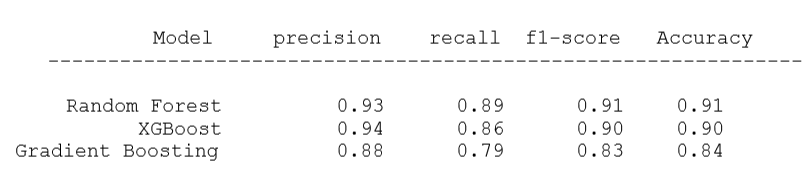 Model precision recall f1-score Accuracy
---------------------------------------------------------------
Random Forest 0.93 0.89 0.91 0.91
XGBoost 0.94 0.86 0.90 0.90
Gradient Boosting 0.88 0.79 0.83 0.84